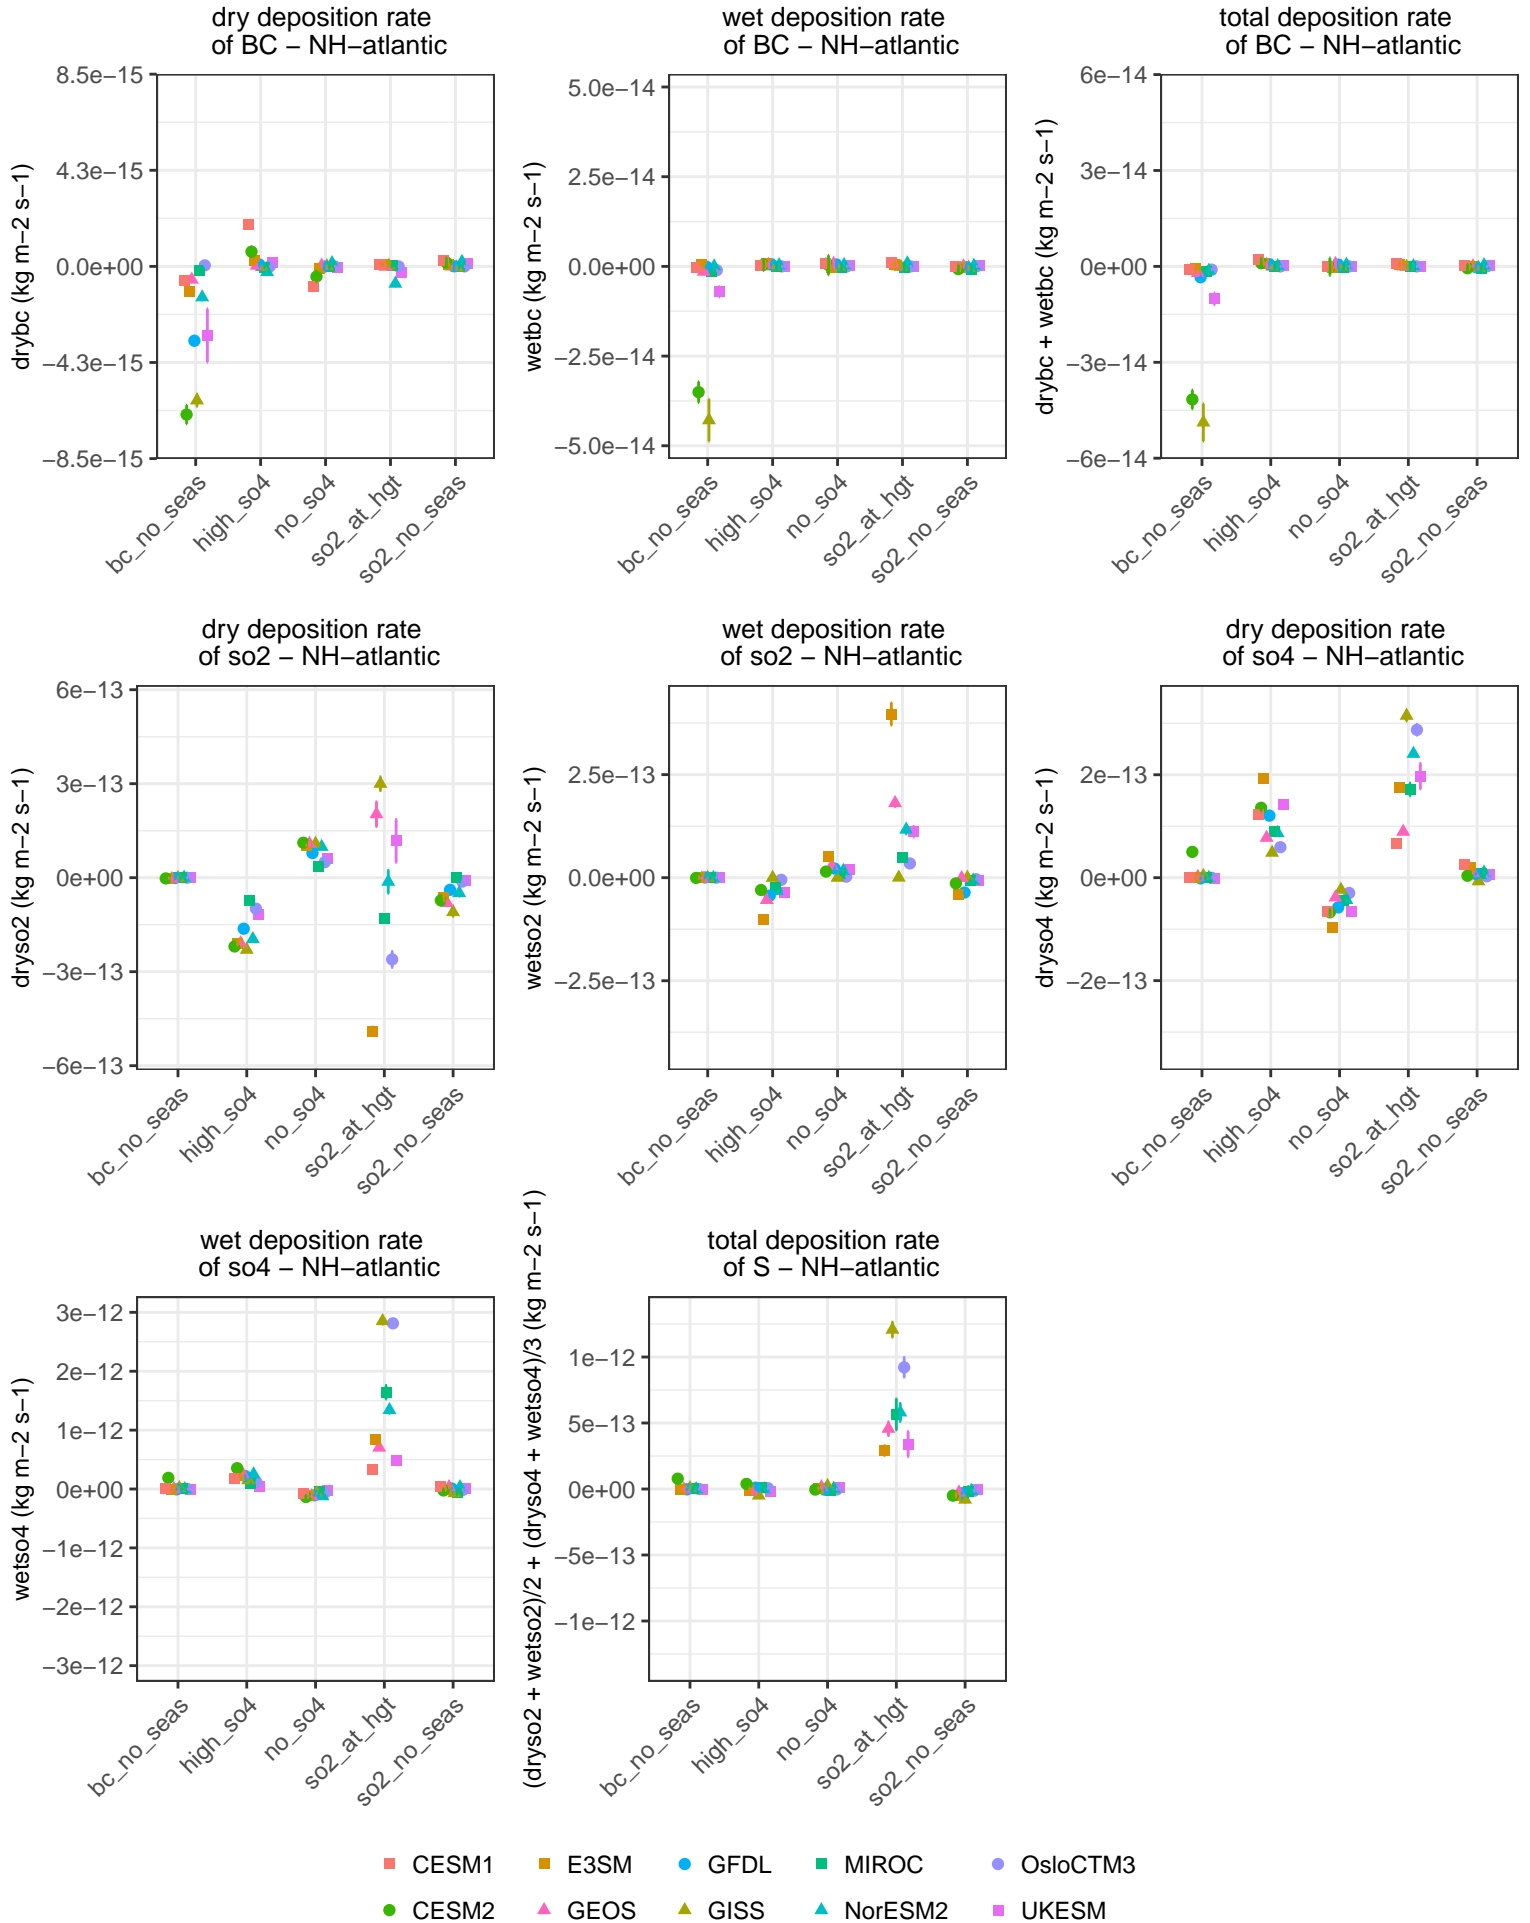 dry deposition rate
of BC − NH−atlantic
drybc (kg m−2 s−1)
8.5e−15
4.3e−15
0.0e+00
−4.3e−15
−8.5e−15
bc_no_seas
high_so4
no_so4
so2_at_hgt
so2_no_seas
wet deposition rate
of BC − NH−atlantic
wetbc (kg m−2 s−1)
5.0e−14
2.5e−14
0.0e+00
−2.5e−14
−5.0e−14
bc_no_seas
high_so4
no_so4
so2_at_hgt
so2_no_seas
total deposition rate
of BC − NH−atlantic
drybc + wetbc (kg m−2 s−1)
6e−14
3e−14
0e+00
−3e−14
−6e−14
bc_no_seas
high_so4
no_so4
so2_at_hgt
so2_no_seas
dry deposition rate
of so2 − NH−atlantic
dryso2 (kg m−2 s−1)
6e−13
3e−13
0e+00
−3e−13
−6e−13
bc_no_seas
high_so4
no_so4
so2_at_hgt
so2_no_seas
wet deposition rate
of so2 − NH−atlantic
wetso2 (kg m−2 s−1)
2.5e−13
0.0e+00
−2.5e−13
bc_no_seas
high_so4
no_so4
so2_at_hgt
so2_no_seas
dry deposition rate
of so4 − NH−atlantic
dryso4 (kg m−2 s−1)
2e−13
0e+00
−2e−13
bc_no_seas
high_so4
no_so4
so2_at_hgt
so2_no_seas
wet deposition rate
of so4 − NH−atlantic
wetso4 (kg m−2 s−1)
3e−12
2e−12
1e−12
0e+00
−1e−12
−2e−12
−3e−12
bc_no_seas
high_so4
no_so4
so2_at_hgt
so2_no_seas
total deposition rate
of S − NH−atlantic
(dryso2 + wetso2)/2 + (dryso4 + wetso4)/3 (kg m−2 s−1)
1e−12
5e−13
0e+00
−5e−13
−1e−12
bc_no_seas
high_so4
no_so4
so2_at_hgt
so2_no_seas
CESM1
E3SM
GFDL
MIROC
OsloCTM3
CESM2
GEOS
GISS
NorESM2
UKESM